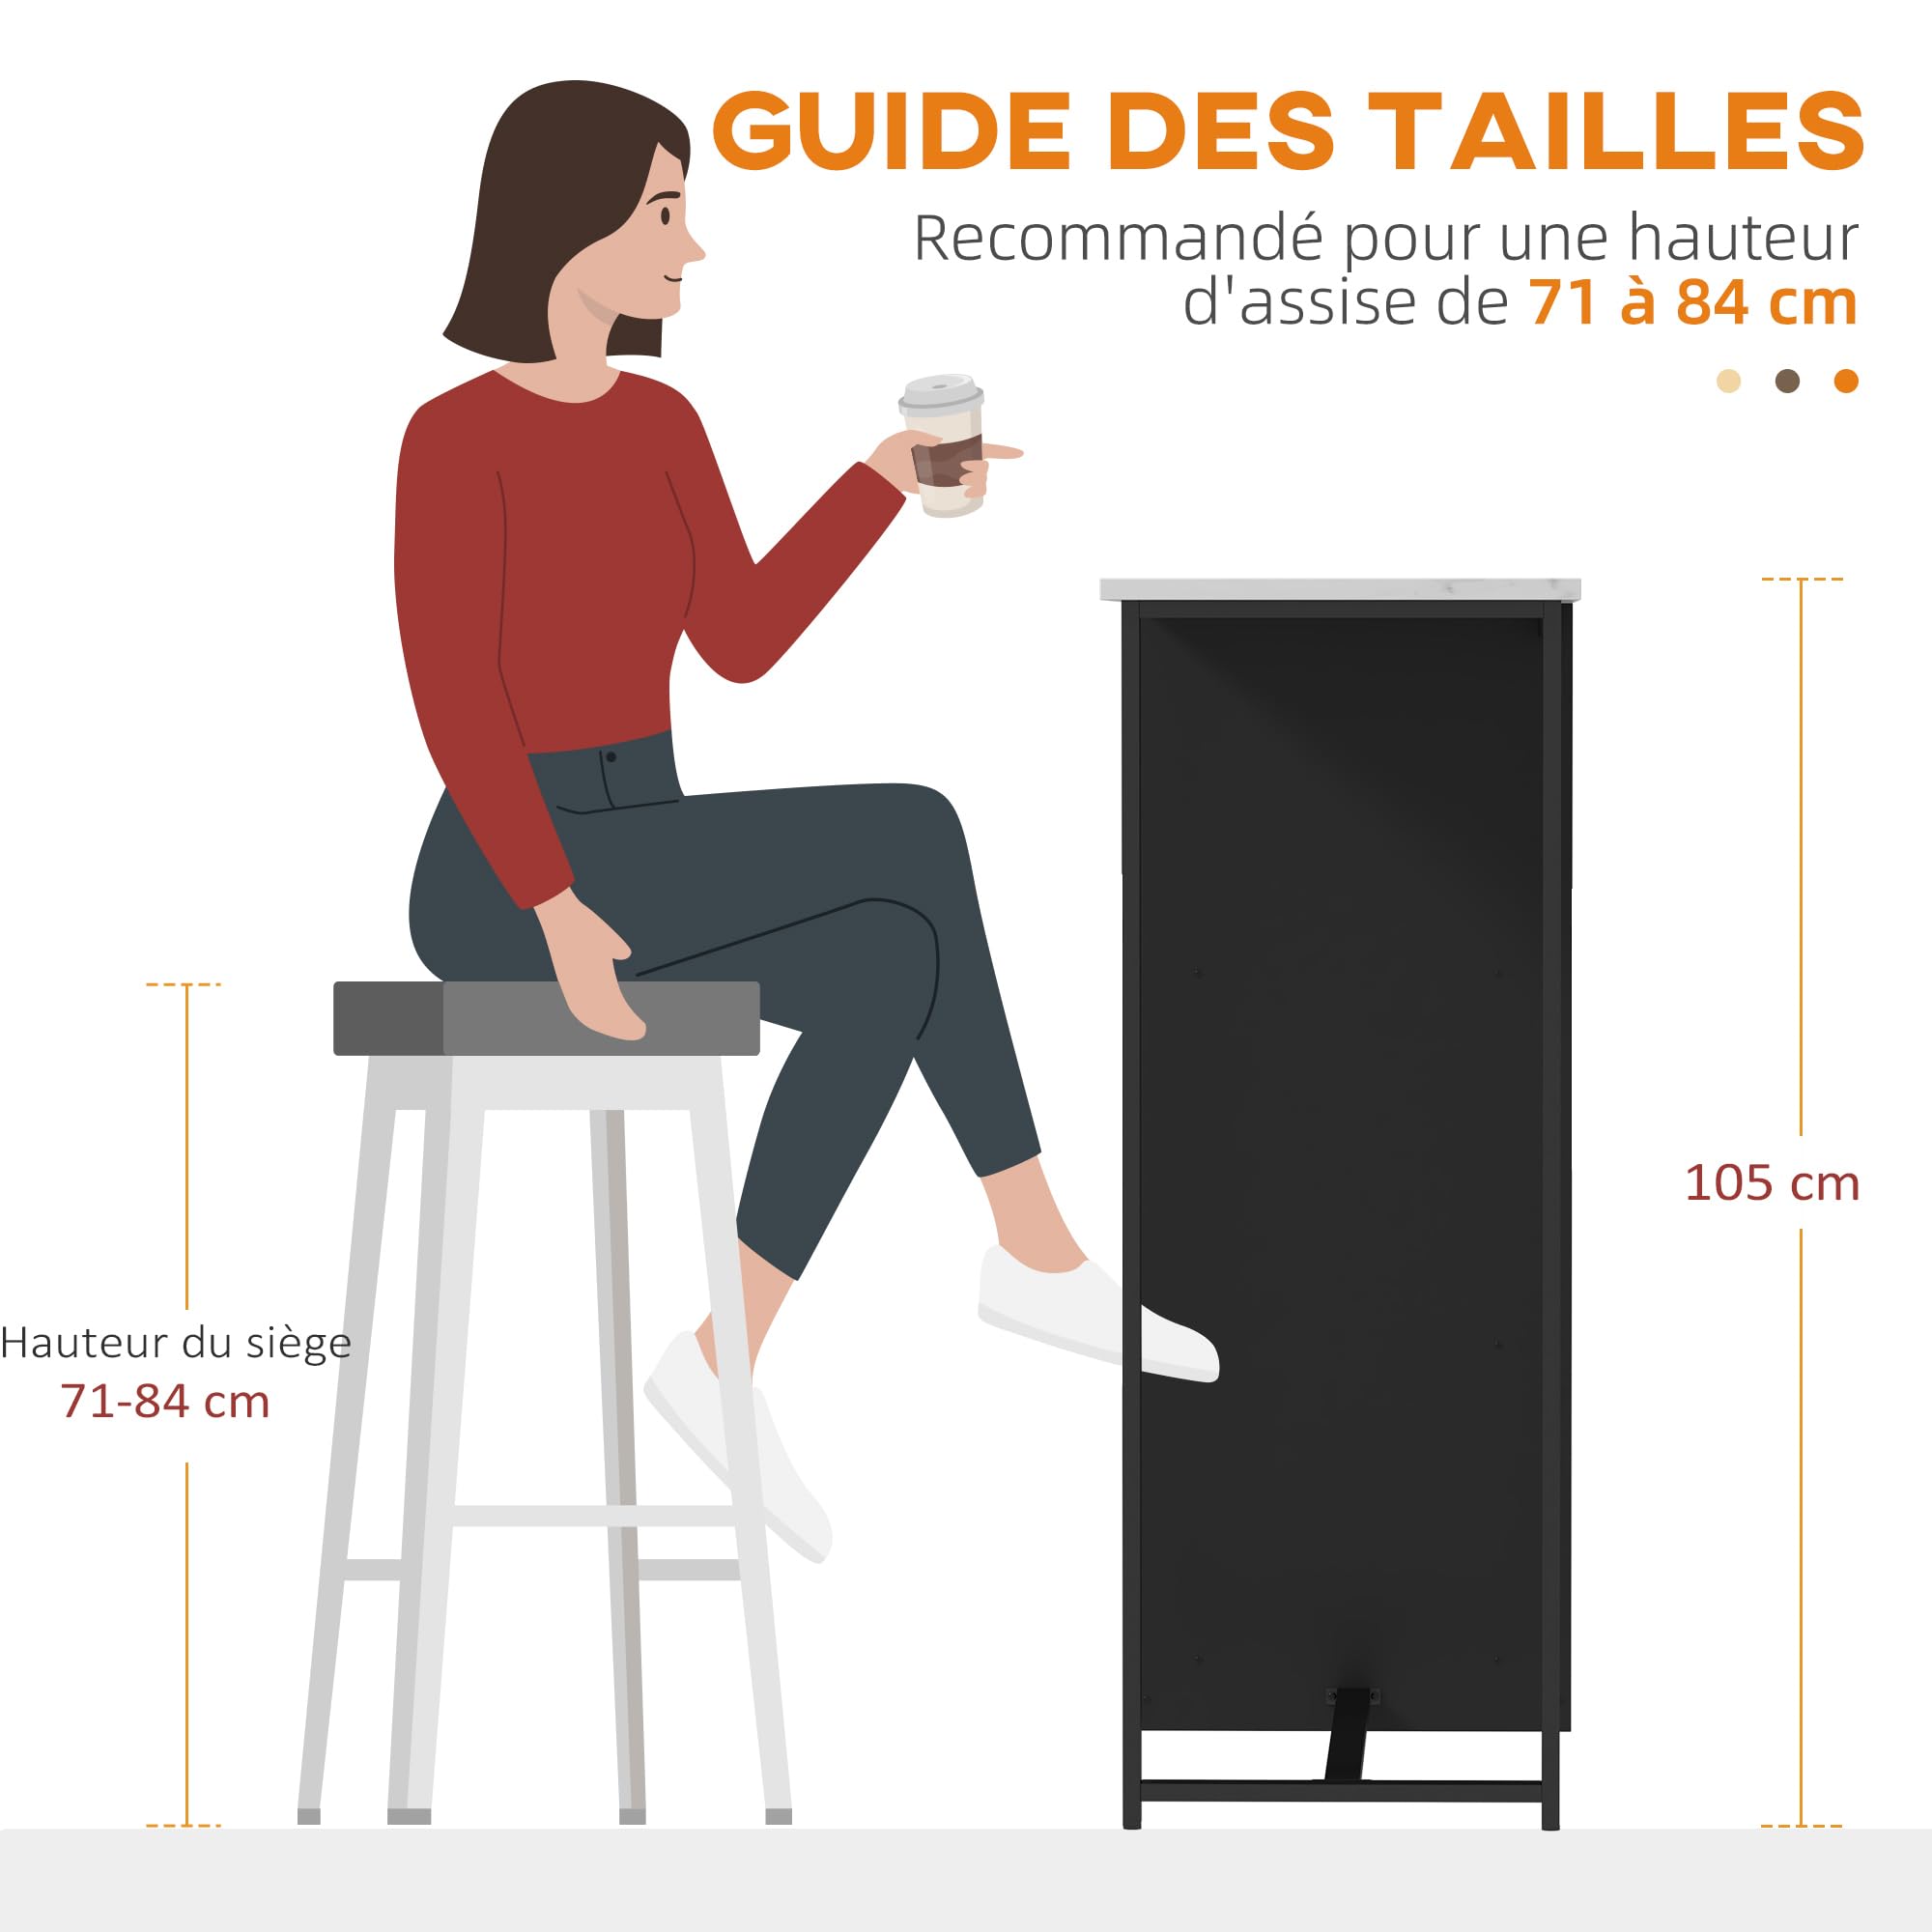 GUIDE DES TAILLES
Recommandé pour une hauteur
d'assise de 71 à 84 cm
105 cm
Hauteur du siège
71-84 cm